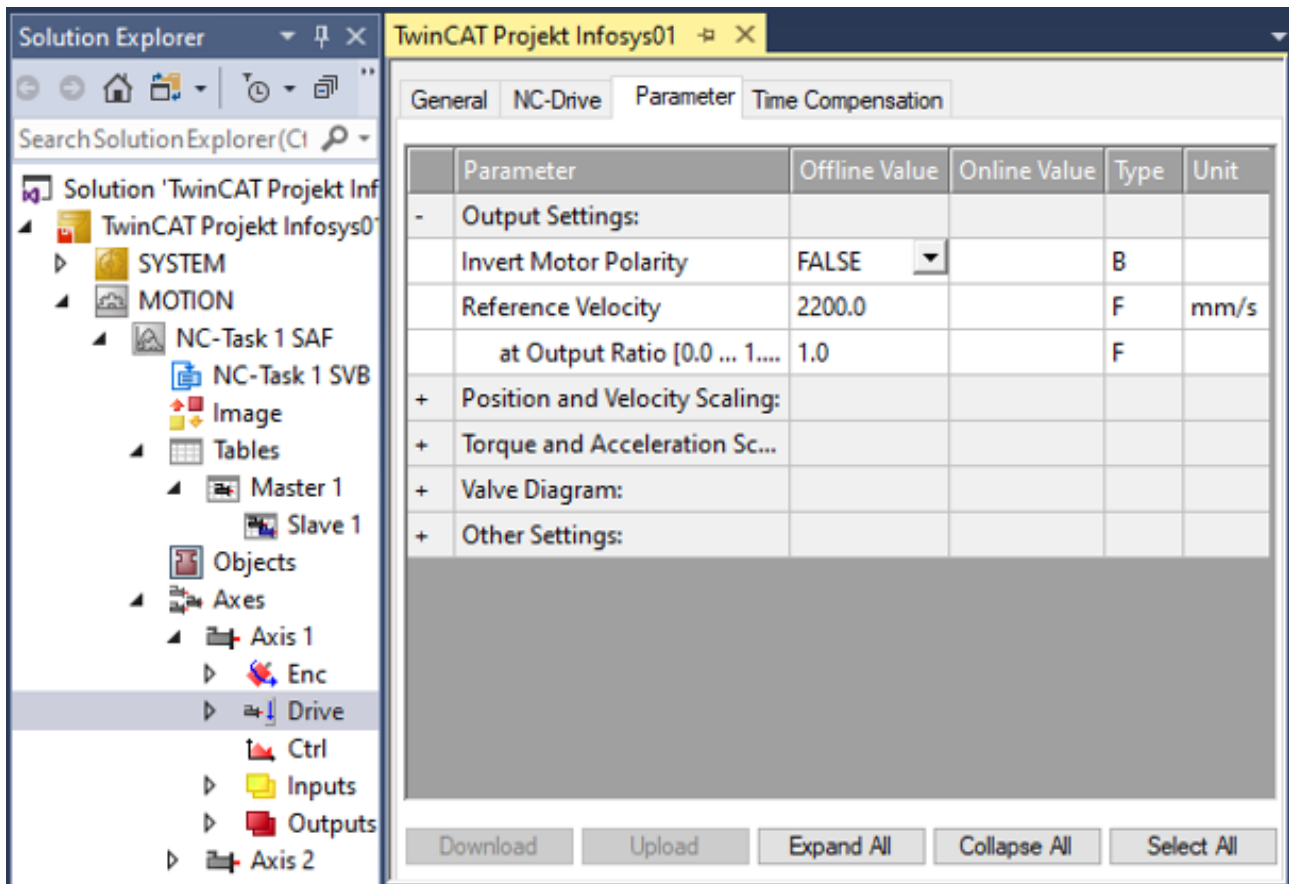 Solution Explorer
Search Solution Explorer (Ct
Solution 'TwinCAT Projekt Inf
TwinCAT Projekt Infosys0
SYSTEM
MOTION
NC-Task 1 SAF
NC-Task 1 SVB
Image
Tables
Master 1
Slave 1
Objects
Axes
Axis 1
Enc
Drive
Ctrl
Inputs
Outputs
Axis 2
TwinCAT Projekt Infosys01
General NC-Drive Parameter Time Compensation
Parameter Offline Value Online Value Type Unit
- Output Settings:
Invert Motor Polarity FALSE B
Reference Velocity 2200.0 F mm/s
at Output Ratio [0.0 ... 1.... 1.0 F
+ Position and Velocity Scaling:
+ Torque and Acceleration Sc...
+ Valve Diagram:
+ Other Settings:
Download Upload Expand All Collapse All Select All